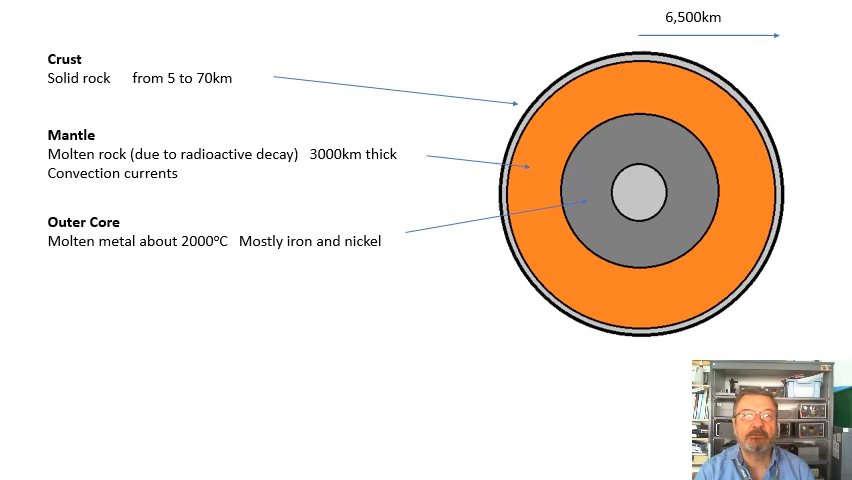 6,500km
Crust
Solid rock from 5 to 70km
Mantle
Molten rock (due to radioactive decay) 3000km thick
Convection currents
Outer Core
Molten metal about 2000°C Mostly iron and nickel